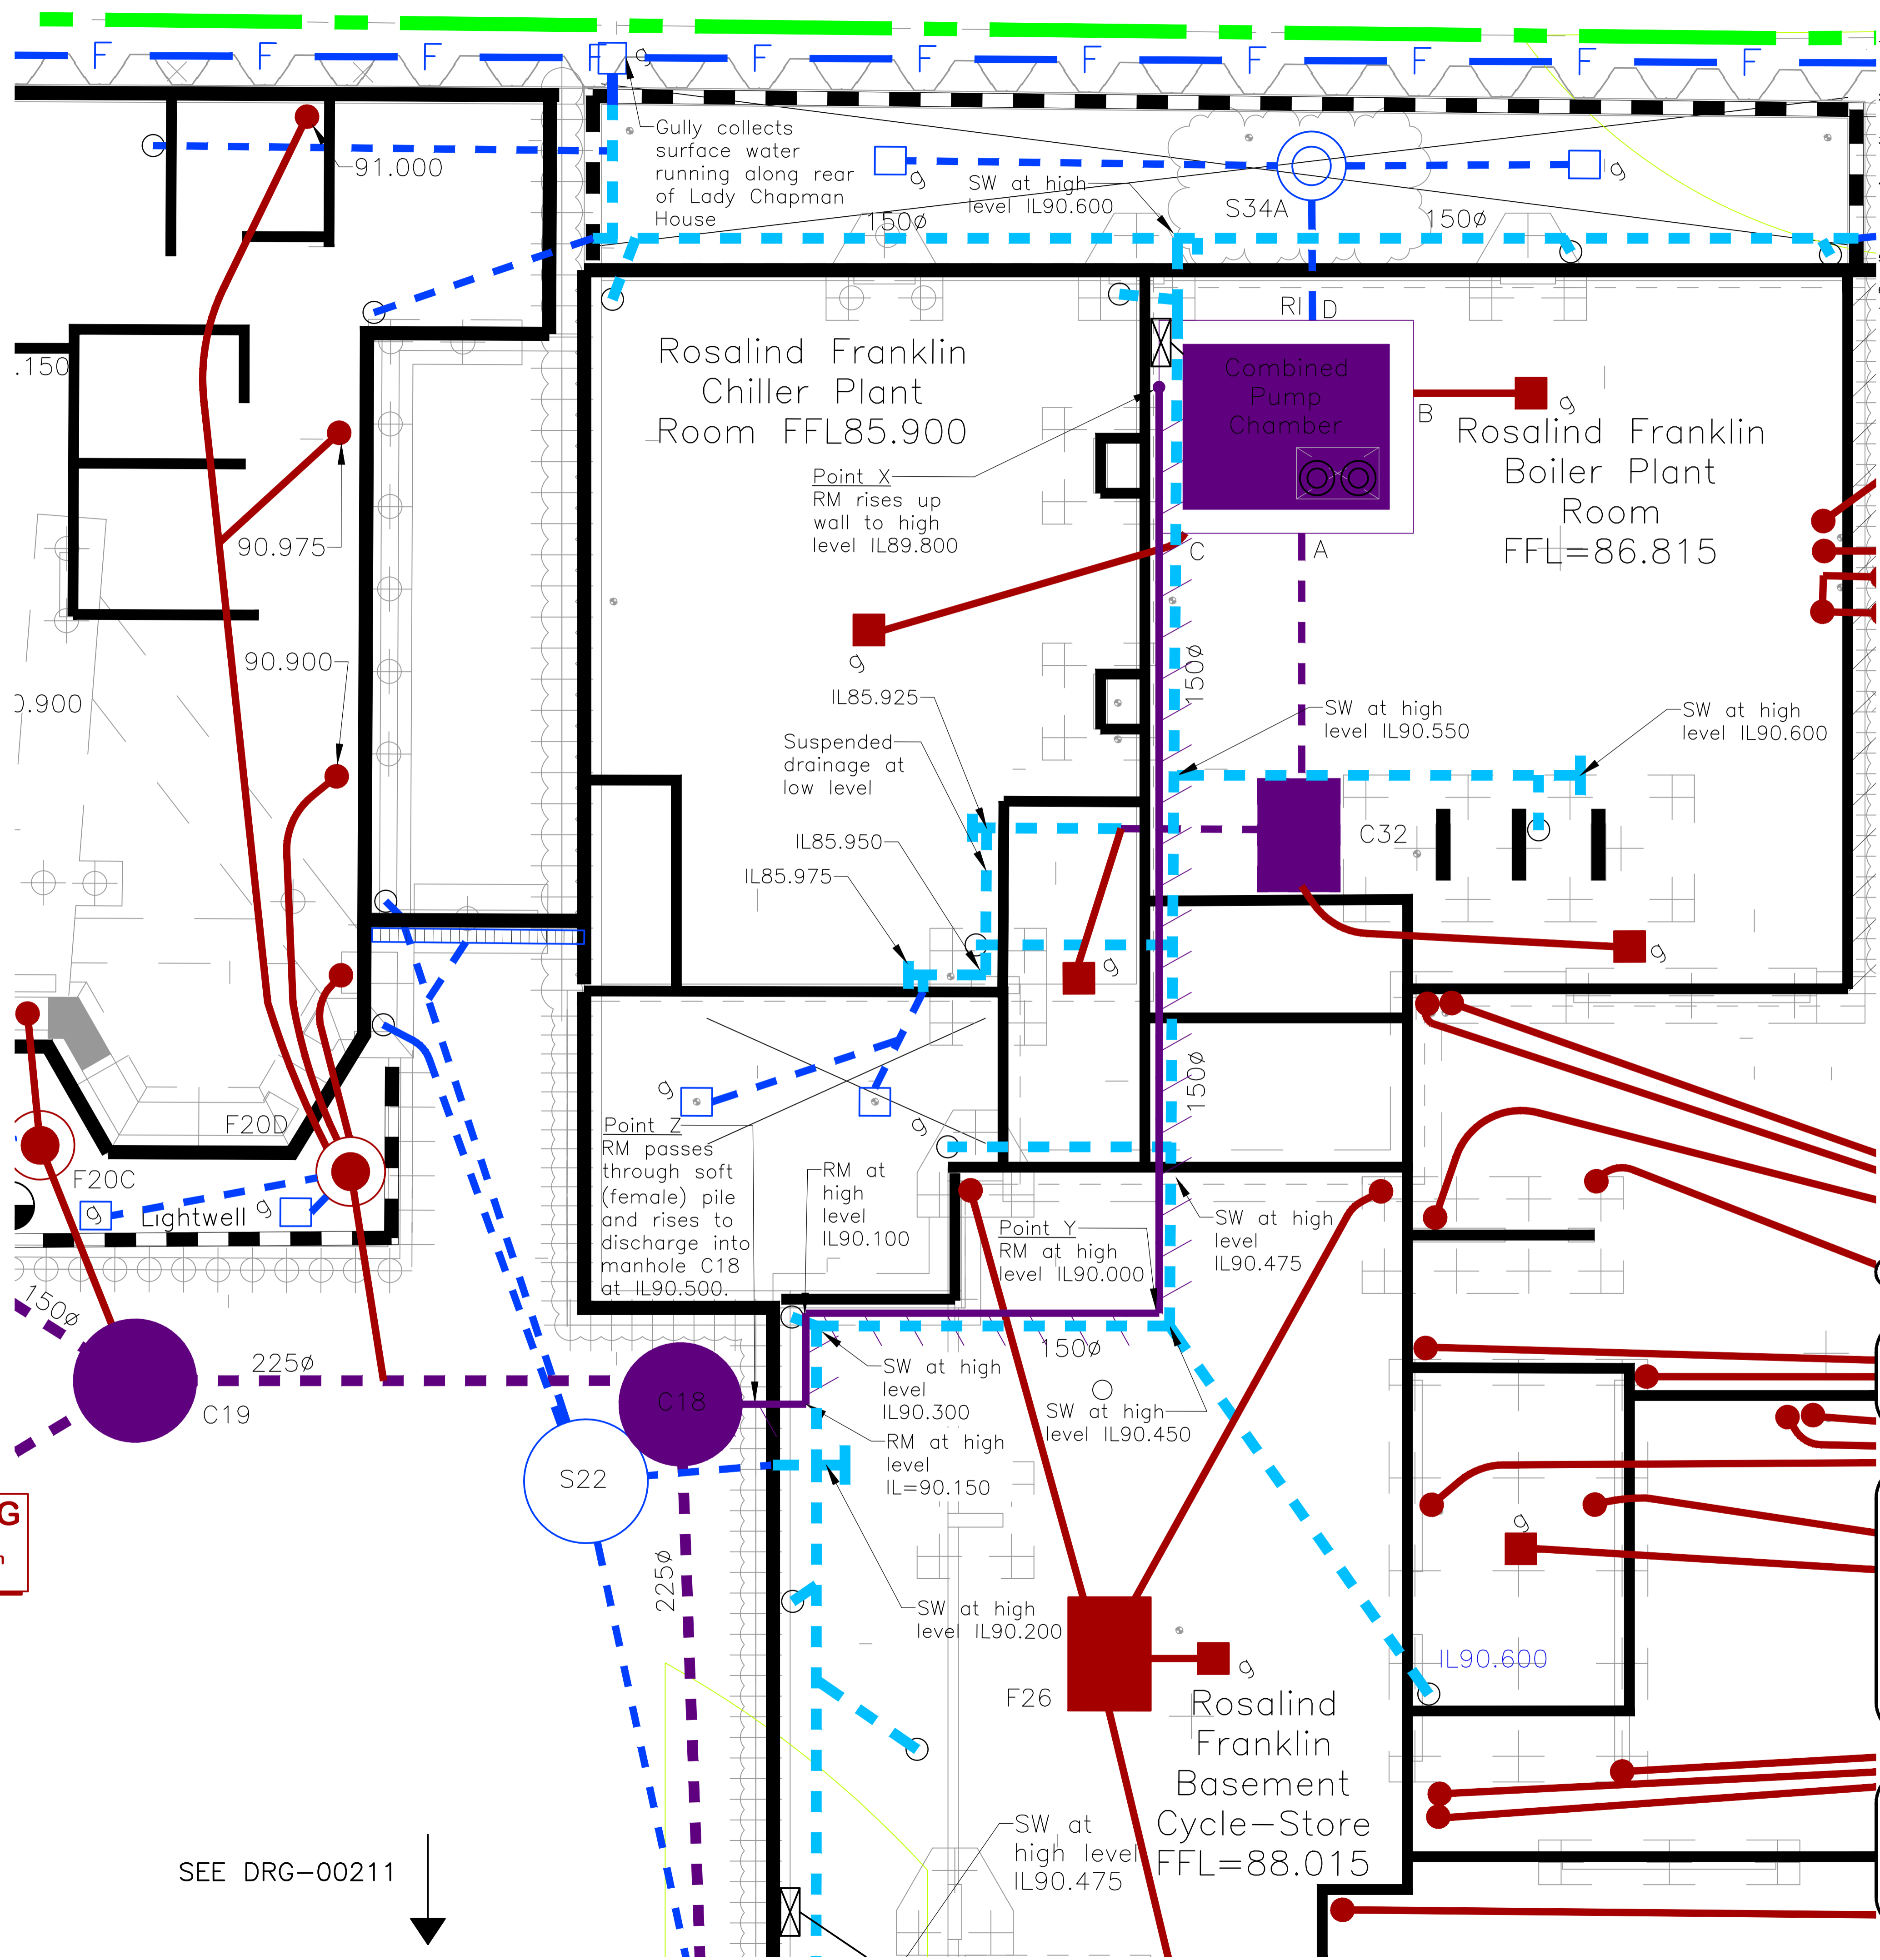 F F F F F F F F F F F
g
Gully collects
surface water
running along rear
of Lady Chapman
House
91.000
g
SW at high
level IL90.600
S34A
g
150ø
150ø
RI D
.150
Rosalind Franklin
Chiller Plant
Room FFL85.900
Combined
Pump
Chamber
B
g
Rosalind Franklin
Boiler Plant
Room
FFL=86.815
Point X
RM rises up
wall to high
level IL89.800
90.975
C
A
g
90.900
150ø
IL85.925
0.900
SW at high
level IL90.550
SW at high
level IL90.600
Suspended
drainage at
low level
IL85.950
C32
IL85.975
g
g
150ø
g
F20D
Point Z
RM passes
through soft
(female) pile
and rises to
discharge into
manhole C18
at IL90.500.
g
F20C
g
Lightwell
g
RM at
high
level
IL90.100
Point Y
RM at high
level IL90.000
SW at high
level
IL90.475
150ø
225ø
150ø
C19
C18
SW at high
level
IL90.300
SW at high
level IL90.450
RM at high
level
IL=90.150
S22
G
n
g
225ø
SW at high
level IL90.200
IL90.600
g
F26
Rosalind
Franklin
Basement
Cycle-Store
FFL=88.015
SW at
high level
IL90.475
SEE DRG-00211